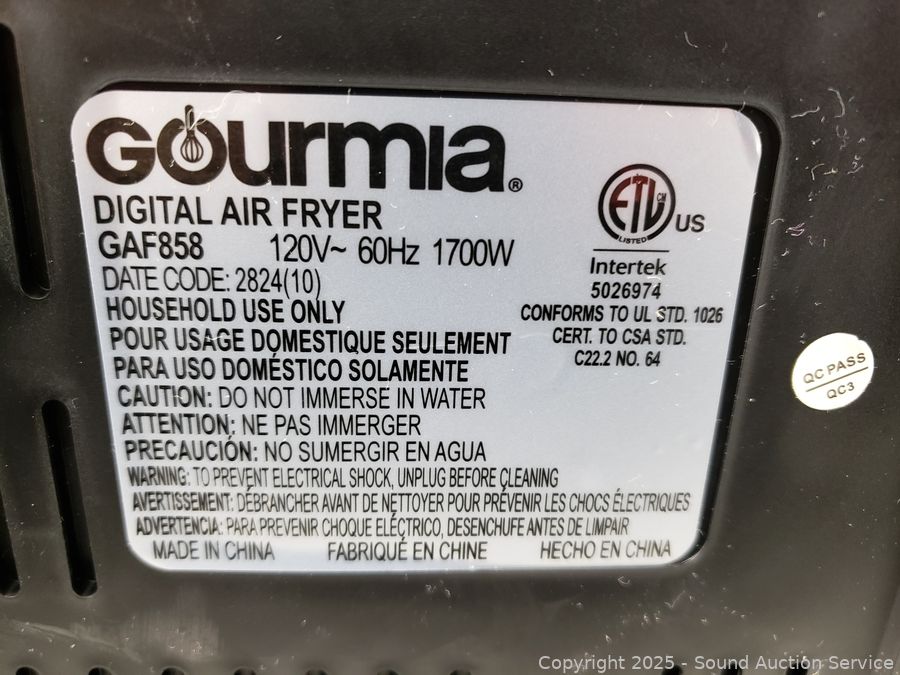 GOURMIA®
DIGITAL AIR FRYER
GAF858 120V~ 60Hz 1700W
DATE CODE: 2824(10)
HOUSEHOLD USE ONLY
POUR USAGE DOMESTIQUE SEULEMENT
PARA USO DOMÉSTICO SOLAMENTE
CAUTION: DO NOT IMMERSE IN WATER
ATTENTION: NE PAS IMMERGER
PRECAUCIÓN: NO SUMERGIR EN AGUA
WARNING: TO PREVENT ELECTRICAL SHOCK, UNPLUG BEFORE CLEANING
AVERTISSEMENT: DÉBRANCHER AVANT DE NETTOYER POUR PRÉVENIR LES CHOCS ÉLECTRIQUES
ADVERTENCIA: PARA PREVENIR CHOQUE ELÉCTRICO, DESENCHUFE ANTES DE LIMPAIR
MADE IN CHINA FABRIQUÉ EN CHINE HECHO EN CHINA
ETL CM US
LISTED
Intertek
5026974
CONFORMS TO UL STD. 1026
CERT. TO CSA STD.
C22.2 NO. 64
QC PASS
QC3
Copyright © 2025 - Sound Auction Service